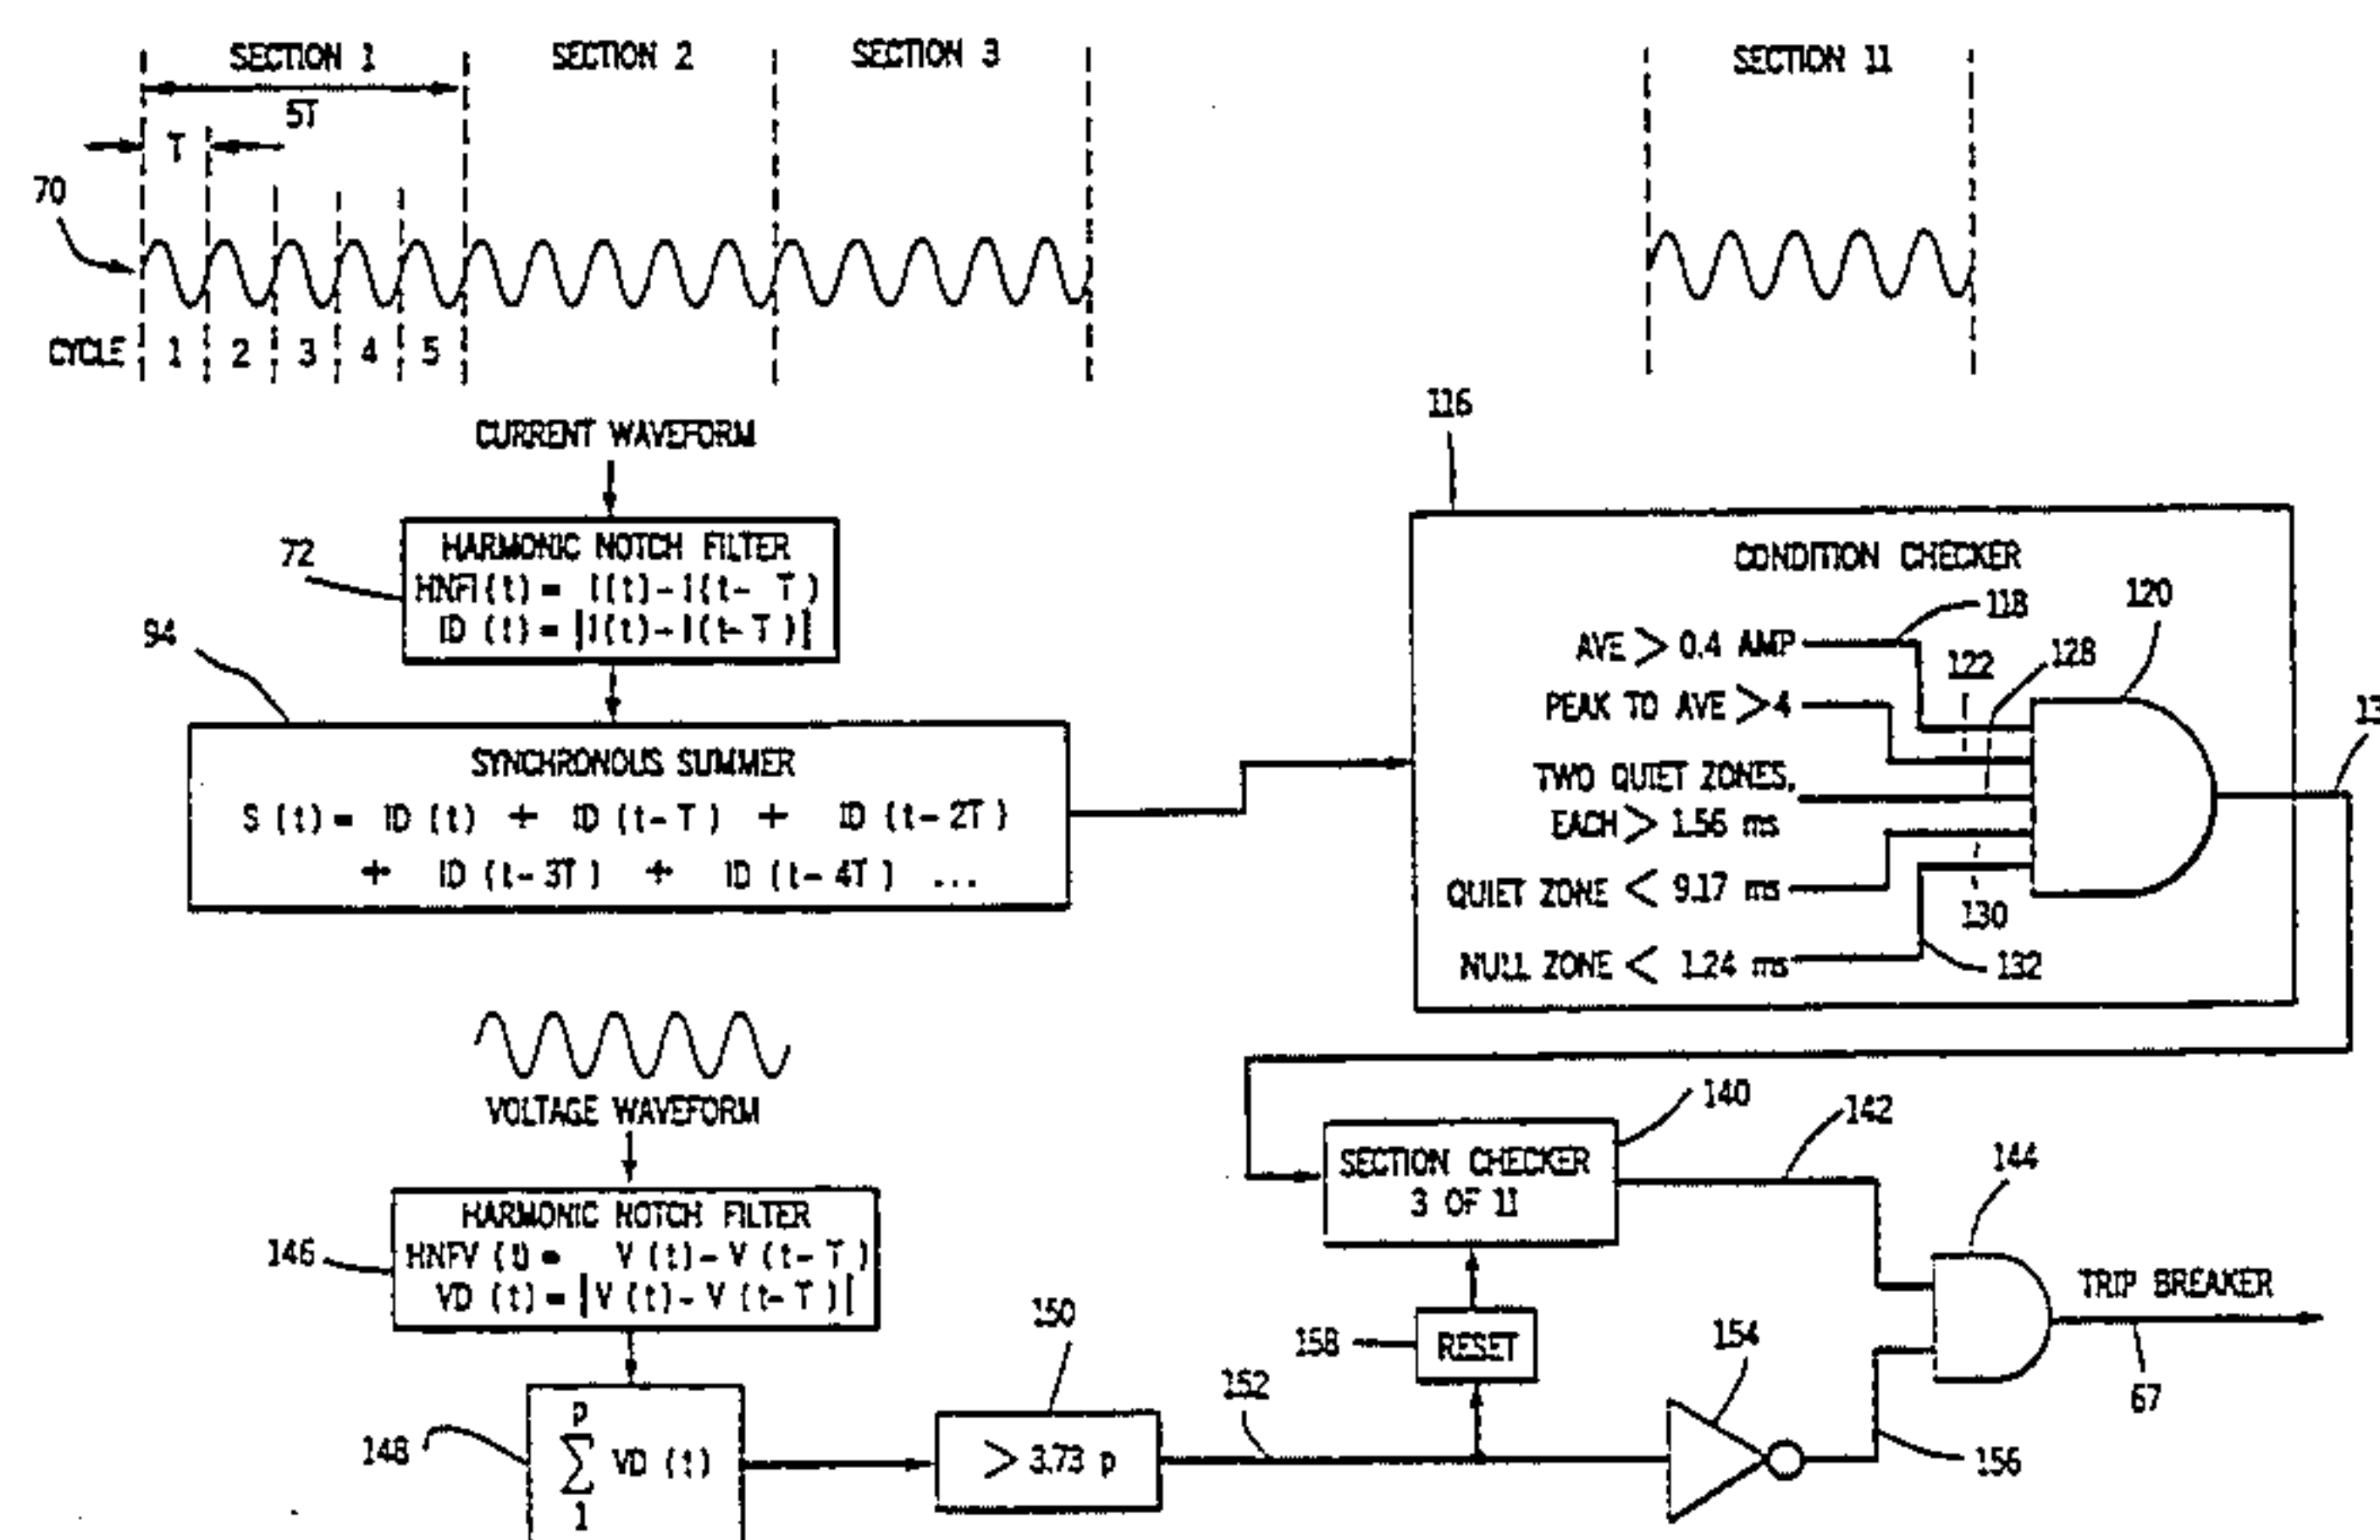 SECTION 1
SECTION 2
SECTION 3
SECTION 11
5T
T
70
CYCLE 1 2 3 4 5
CURRENT WAVEFORM
72
HARMONIC NOTCH FILTER
HNFI (t) = I(t) - I(t - T)
ID (t) = |I(t) - I(t - T)|
94
SYNCHRONOUS SUMMER
S (t) = ID (t) + ID (t - T) + ID (t - 2T)
+ ID (t - 3T) + ID (t - 4T) ...
116
CONDITION CHECKER
118
120
AVE > 0.4 AMP
122
128
PEAK TO AVE > 4
TWO QUIET ZONES,
EACH > 1.56 ms
QUIET ZONE < 9.17 ms
130
NULL ZONE < 1.24 ms
132
VOLTAGE WAVEFORM
146
HARMONIC NOTCH FILTER
HNFV (t) = V (t) - V (t - T)
VD (t) = |V (t) - V (t - T)|
148
p
∑ VD (t)
1
150
> 3.73 p
152
140
SECTION CHECKER
3 OF 11
142
144
158
RESET
154
156
TRIP BREAKER
67